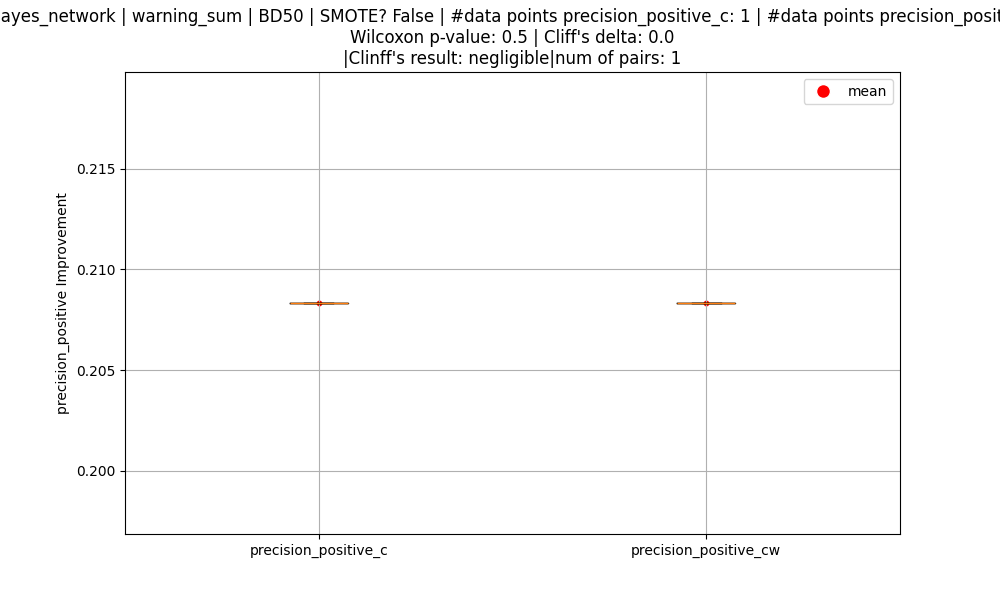 ayes_network | warning_sum | BD50 | SMOTE? False | #data points precision_positive_c: 1 | #data points precision_posit
Wilcoxon p-value: 0.5 | Cliff's delta: 0.0
|Clinff's result: negligible|num of pairs: 1
mean
0.215
0.210
0.205
0.200
precision_positive Improvement
precision_positive_c
precision_positive_cw